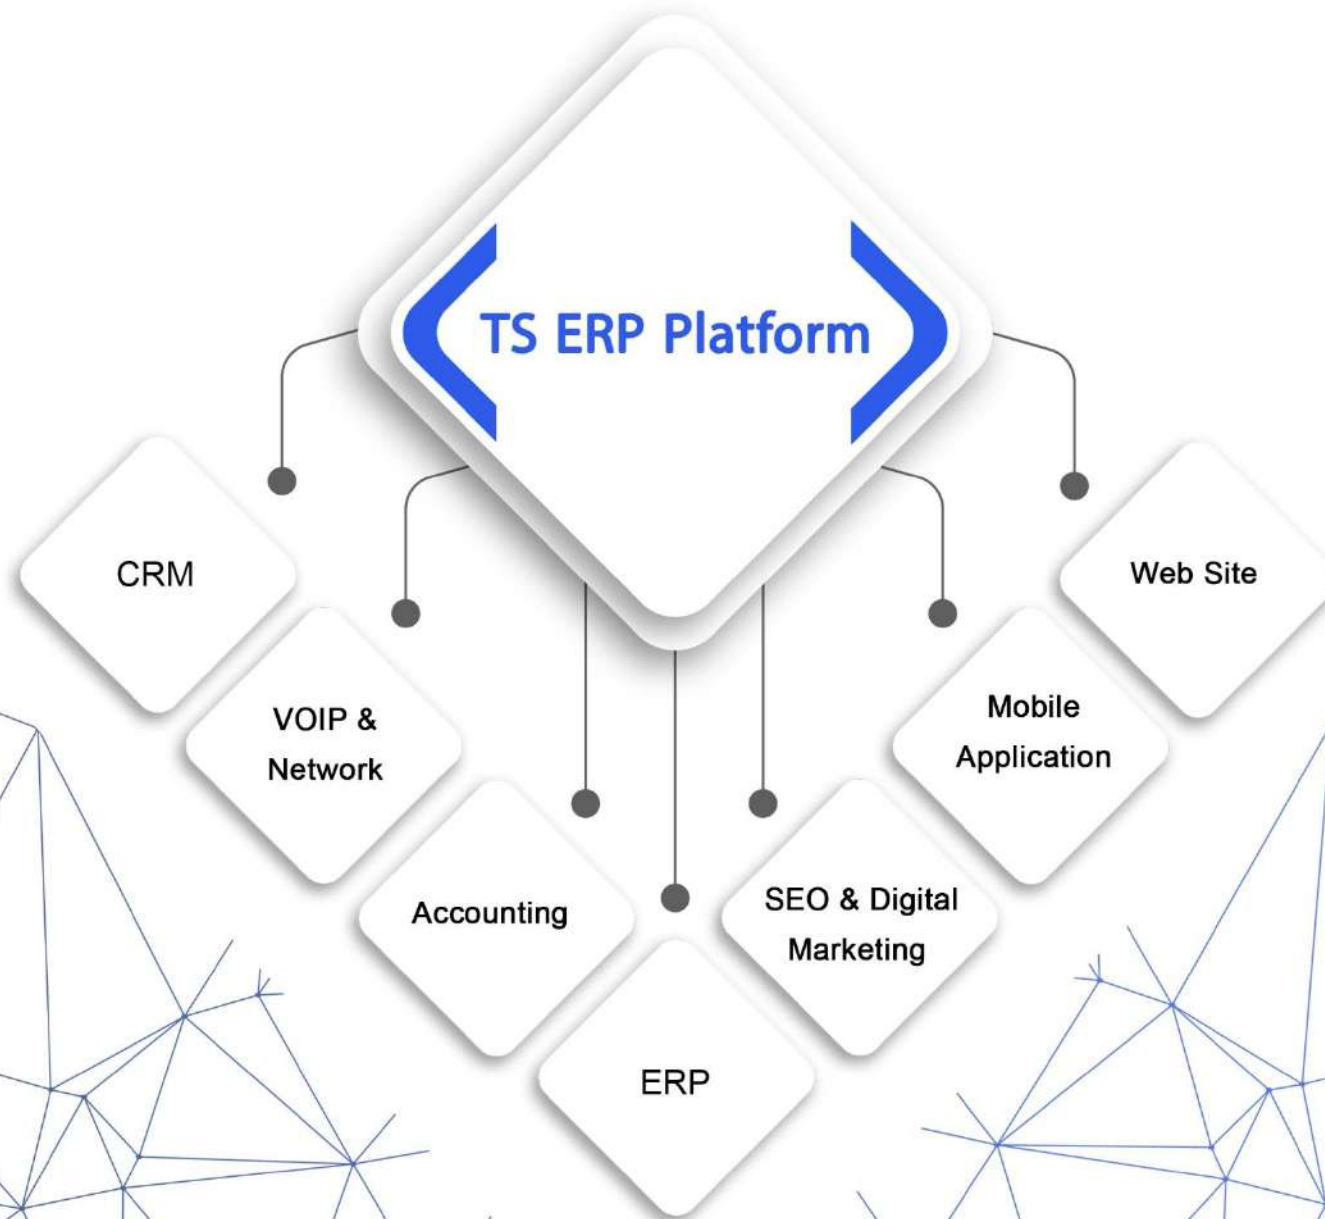 TS ERP Platform
CRM
VOIP &
Network
Accounting
ERP
SEO & Digital
Marketing
Mobile
Application
Web Site